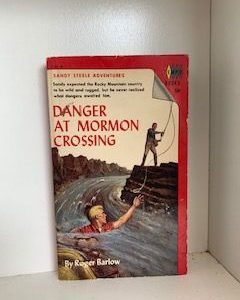 SANDY STEELE ADVENTURES
Sandy expected the Rocky Mountain country
to be wild and rugged, but he never realized
what dangers awaited him.
DANGER
AT MORMON
CROSSING
By Roger Barlow